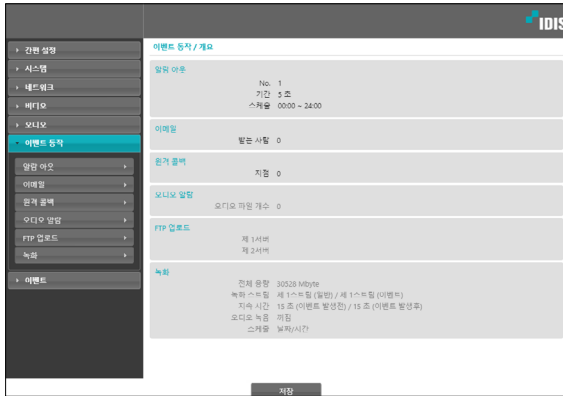 IDIS
간편 설정
시스템
네트워크
비디오
오디오
이벤트 동작
알람 아웃
이메일
원격 콜백
오디오 알람
FTP 업로드
녹화
이벤트
이벤트 동작 / 개요
알람 아웃
No. 1
기간 5 초
스케줄 00:00 ~ 24:00
이메일
받는 사람 0
원격 콜백
지점 0
오디오 알람
오디오 파일 개수 0
FTP 업로드
제 1서버
제 2서버
녹화
전체 용량 30528 Mbyte
녹화 스트림 제 1스트림 (일반) / 제 1스트림 (이벤트)
지속 시간 15 초 (이벤트 발생전) / 15 초 (이벤트 발생후)
오디오 녹음 꺼짐
스케줄 날짜/시간
저장